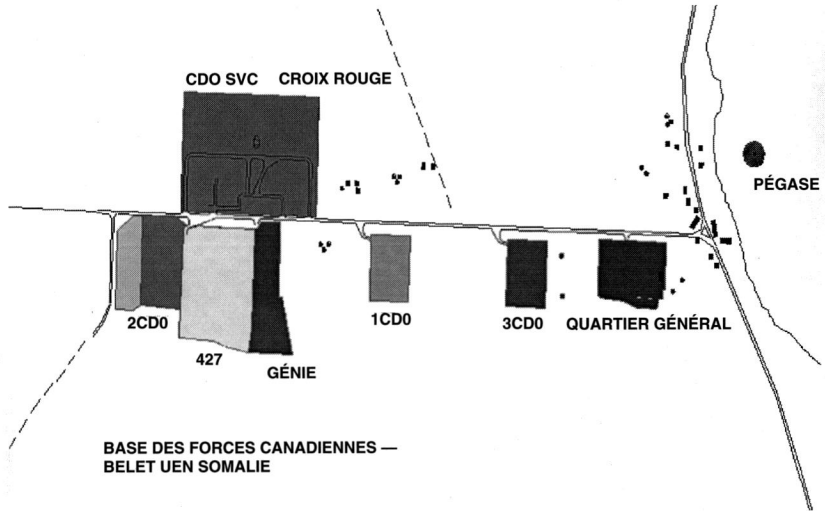 CDO SVC CROIX ROUGE
PÉGASE
2CD0
1CD0
3CD0
QUARTIER GÉNÉRAL
427
GÉNIE
BASE DES FORCES CANADIENNES —
BELET UEN SOMALIE